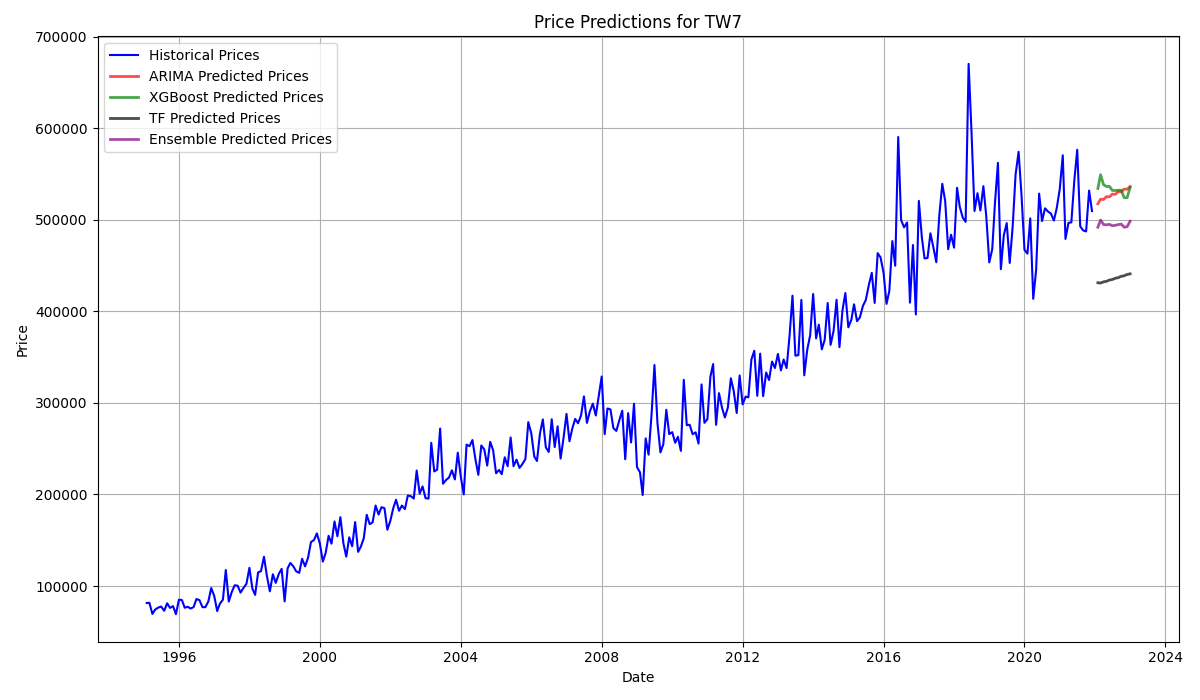 Price Predictions for TW7
700000
600000
500000
400000
300000
200000
100000
Price
Historical Prices
ARIMA Predicted Prices
XGBoost Predicted Prices
TF Predicted Prices
Ensemble Predicted Prices
1996
2000
2004
2008
2012
2016
2020
2024
Date